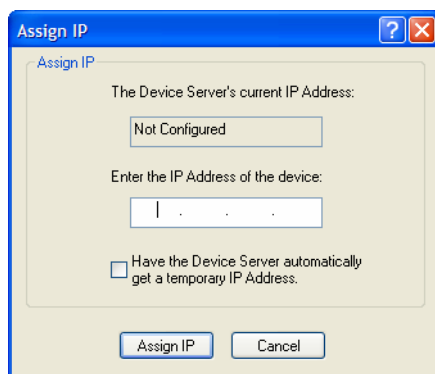 Assign IP
Assign IP
The Device Server's current IP Address:
Not Configured
Enter the IP Address of the device:
. . .
Have the Device Server automatically
get a temporary IP Address.
Assign IP Cancel